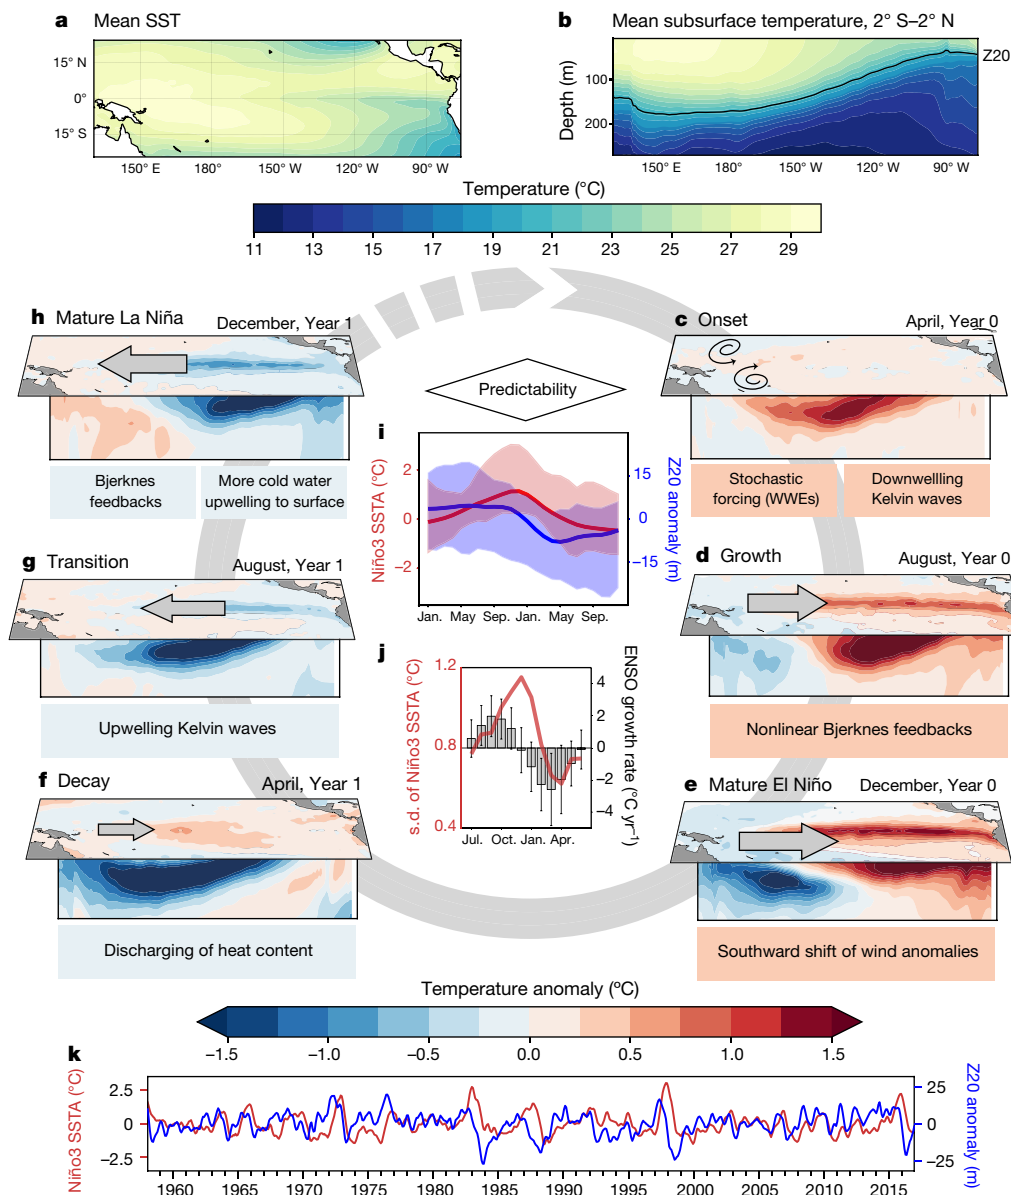 a Mean SST
15° N
0°
15° S
150° E 180° 150° W 120° W 90° W
b Mean subsurface temperature, 2° S–2° N
Z20
Depth (m)
100
200
150° E 180° 150° W 120° W 90° W
Temperature (°C)
11 13 15 17 19 21 23 25 27 29
h Mature La Niña
December, Year 1
Bjerknes
feedbacks
More cold water
upwelling to surface
c Onset
April, Year 0
Stochastic
forcing (WWEs)
Downwellling
Kelvin waves
Predictability
i
Niño3 SSTA (°C)
2
0
−2
Z20 anomaly (m)
15
0
−15
Jan. May Sep. Jan. May Sep.
g Transition
August, Year 1
Upwelling Kelvin waves
d Growth
August, Year 0
Nonlinear Bjerknes feedbacks
j
s.d. of Niño3 SSTA (°C)
1.2
0.8
0.4
ENSO growth rate (°C yr⁻¹)
4
2
0
−2
−4
Jul. Oct. Jan. Apr.
f Decay
April, Year 1
Discharging of heat content
e Mature El Niño
December, Year 0
Southward shift of wind anomalies
Temperature anomaly (°C)
−1.5 −1.0 −0.5 0.0 0.5 1.0 1.5
k
Niño3 SSTA (°C)
2.5
0
−2.5
Z20 anomaly (m)
25
0
−25
1960 1965 1970 1975 1980 1985 1990 1995 2000 2005 2010 2015